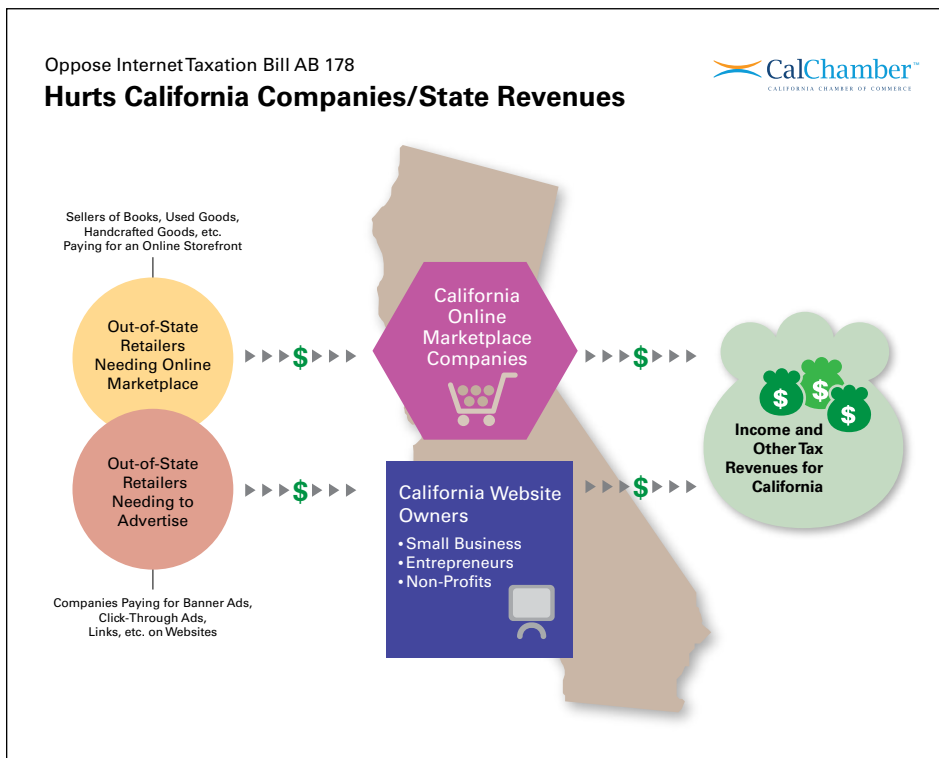 Oppose Internet Taxation Bill AB 178
Hurts California Companies/State Revenues
CalChamber™
CALIFORNIA CHAMBER OF COMMERCE
Sellers of Books, Used Goods,
Handcrafted Goods, etc.
Paying for an Online Storefront
Out-of-State
Retailers
Needing Online
Marketplace
$
California
Online
Marketplace
Companies
$
$
$
$
Income and
Other Tax
Revenues for
California
Out-of-State
Retailers
Needing to
Advertise
$
California Website
Owners
• Small Business
• Entrepreneurs
• Non-Profits
$
Companies Paying for Banner Ads,
Click-Through Ads,
Links, etc. on Websites